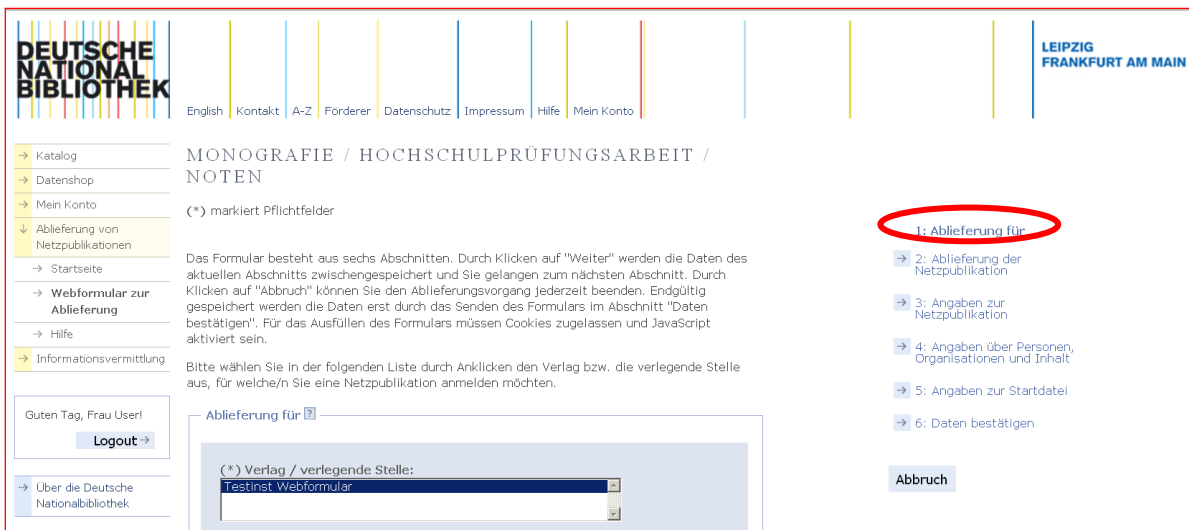 DEUTSCHE
NATIONAL
BIBLIOTHEK
English Kontakt A-Z Förderer Datenschutz Impressum Hilfe Mein Konto
LEIPZIG
FRANKFURT AM MAIN
Katalog
Datenshop
Mein Konto
Ablieferung von
Netzpublikationen
Startseite
Webformular zur
Ablieferung
Hilfe
Informationsvermittlung
Guten Tag, Frau User!
Logout
Über die Deutsche
Nationalbibliothek
MONOGRAFIE / HOCHSCHULPRÜFUNGSARBEIT /
NOTEN
(*) markiert Pflichtfelder
Das Formular besteht aus sechs Abschnitten. Durch Klicken auf "Weiter" werden die Daten des
aktuellen Abschnitts zwischengespeichert und Sie gelangen zum nächsten Abschnitt. Durch
Klicken auf "Abbruch" können Sie den Ablieferungsvorgang jederzeit beenden. Endgültig
gespeichert werden die Daten erst durch das Senden des Formulars im Abschnitt "Daten
bestätigen". Für das Ausfüllen des Formulars müssen Cookies zugelassen und JavaScript
aktiviert sein.
Bitte wählen Sie in der folgenden Liste durch Anklicken den Verlag bzw. die verlegende Stelle
aus, für welche/n Sie eine Netzpublikation anmelden möchten.
Ablieferung für ?
(*) Verlag / verlegende Stelle:
Testinst Webformular
1: Ablieferung für
2: Ablieferung der
Netzpublikation
3: Angaben zur
Netzpublikation
4: Angaben über Personen,
Organisationen und Inhalt
5: Angaben zur Startdatei
6: Daten bestätigen
Abbruch